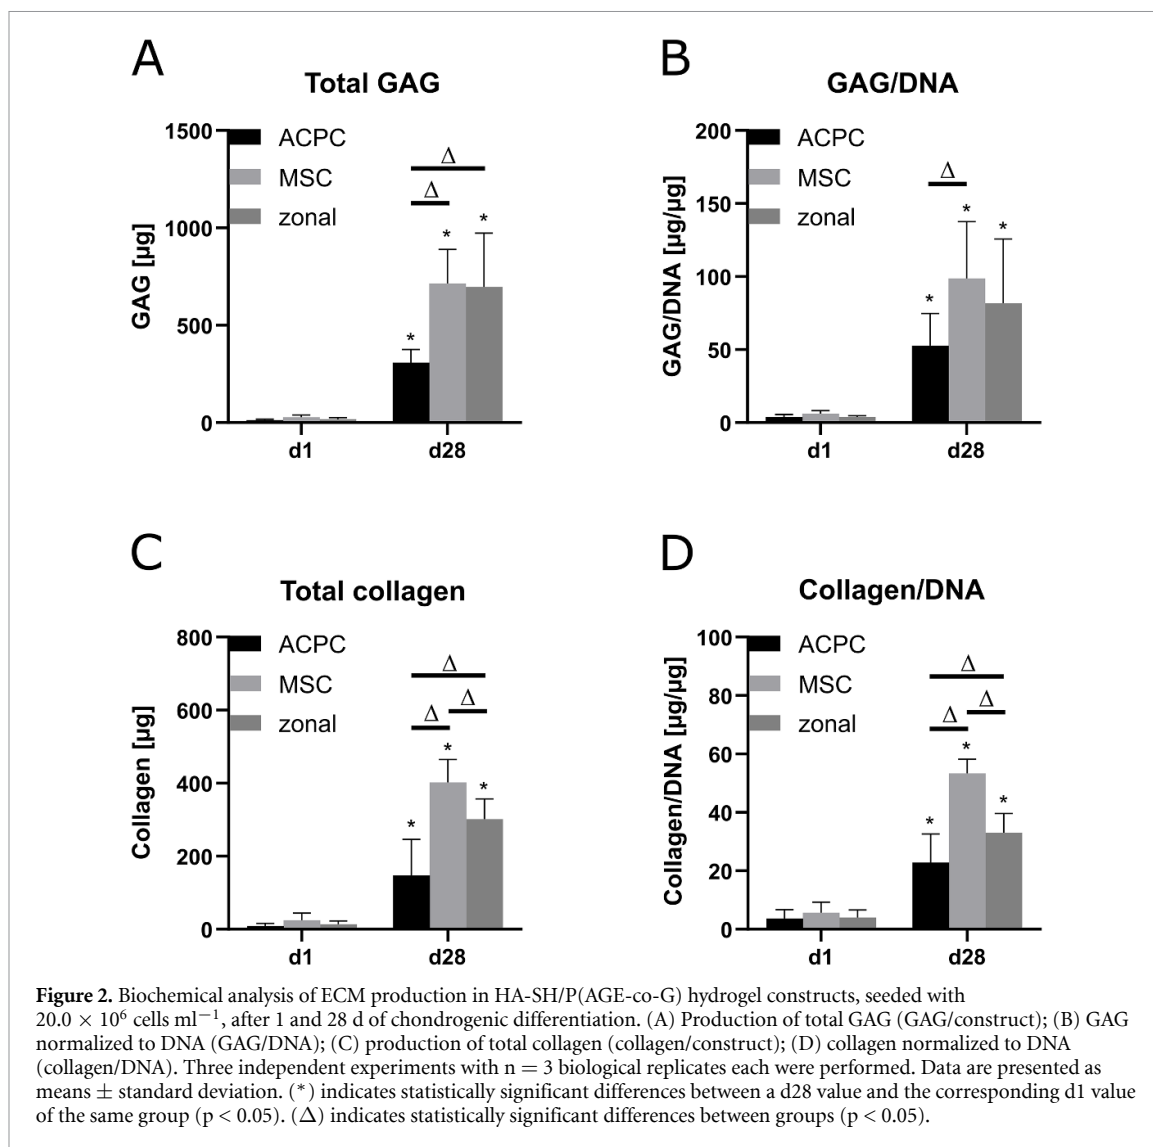 A
Total GAG
GAG [µg]
1500
1000
500
0
ACPC
MSC
zonal
Δ
Δ
*
*
*
d1
d28
B
GAG/DNA
GAG/DNA [µg/µg]
200
150
100
50
0
ACPC
MSC
zonal
Δ
*
*
*
d1
d28
C
Total collagen
Collagen [µg]
800
600
400
200
0
ACPC
MSC
zonal
Δ
Δ
Δ
*
*
*
d1
d28
D
Collagen/DNA
Collagen/DNA [µg/µg]
100
80
60
40
20
0
ACPC
MSC
zonal
Δ
Δ
Δ
*
*
*
d1
d28
Figure 2. Biochemical analysis of ECM production in HA-SH/P(AGE-co-G) hydrogel constructs, seeded with
20.0 × 10⁶ cells ml⁻¹, after 1 and 28 d of chondrogenic differentiation. (A) Production of total GAG (GAG/construct); (B) GAG
normalized to DNA (GAG/DNA); (C) production of total collagen (collagen/construct); (D) collagen normalized to DNA
(collagen/DNA). Three independent experiments with n = 3 biological replicates each were performed. Data are presented as
means ± standard deviation. (*) indicates statistically significant differences between a d28 value and the corresponding d1 value
of the same group (p < 0.05). (Δ) indicates statistically significant differences between groups (p < 0.05).